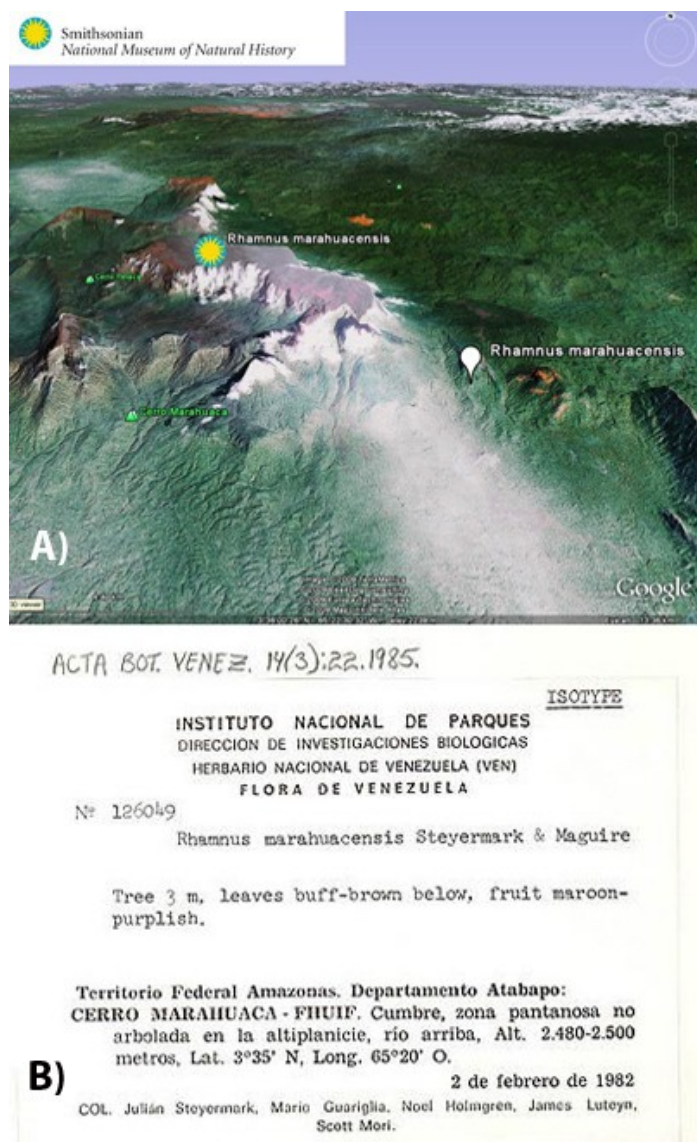 Smithsonian
National Museum of Natural History
Rhamnus marahuacensis
Rhamnus marahuacensis
Cerro Marahuaca
A)
Google
ACTA BOT. VENEZ. 14(3):22.1985.
ISOTYPE
INSTITUTO NACIONAL DE PARQUES
DIRECCION DE INVESTIGACIONES BIOLOGICAS
HERBARIO NACIONAL DE VENEZUELA (VEN)
FLORA DE VENEZUELA
Nº 126049
Rhamnus marahuacensis Steyermark & Maguire
Tree 3 m, leaves buff-brown below, fruit maroon-
purplish.
Territorio Federal Amazonas. Departamento Atabapo:
CERRO MARAHUACA - FHUIF. Cumbre, zona pantanosa no
arbolada en la altiplanicie, río arriba, Alt. 2.480-2.500
metros, Lat. 3°35' N, Long. 65°20' O.
B)
2 de febrero de 1982
COL. Julián Steyermark, Mario Guariglia, Noel Holmgren, James Luteyn,
Scott Mori.